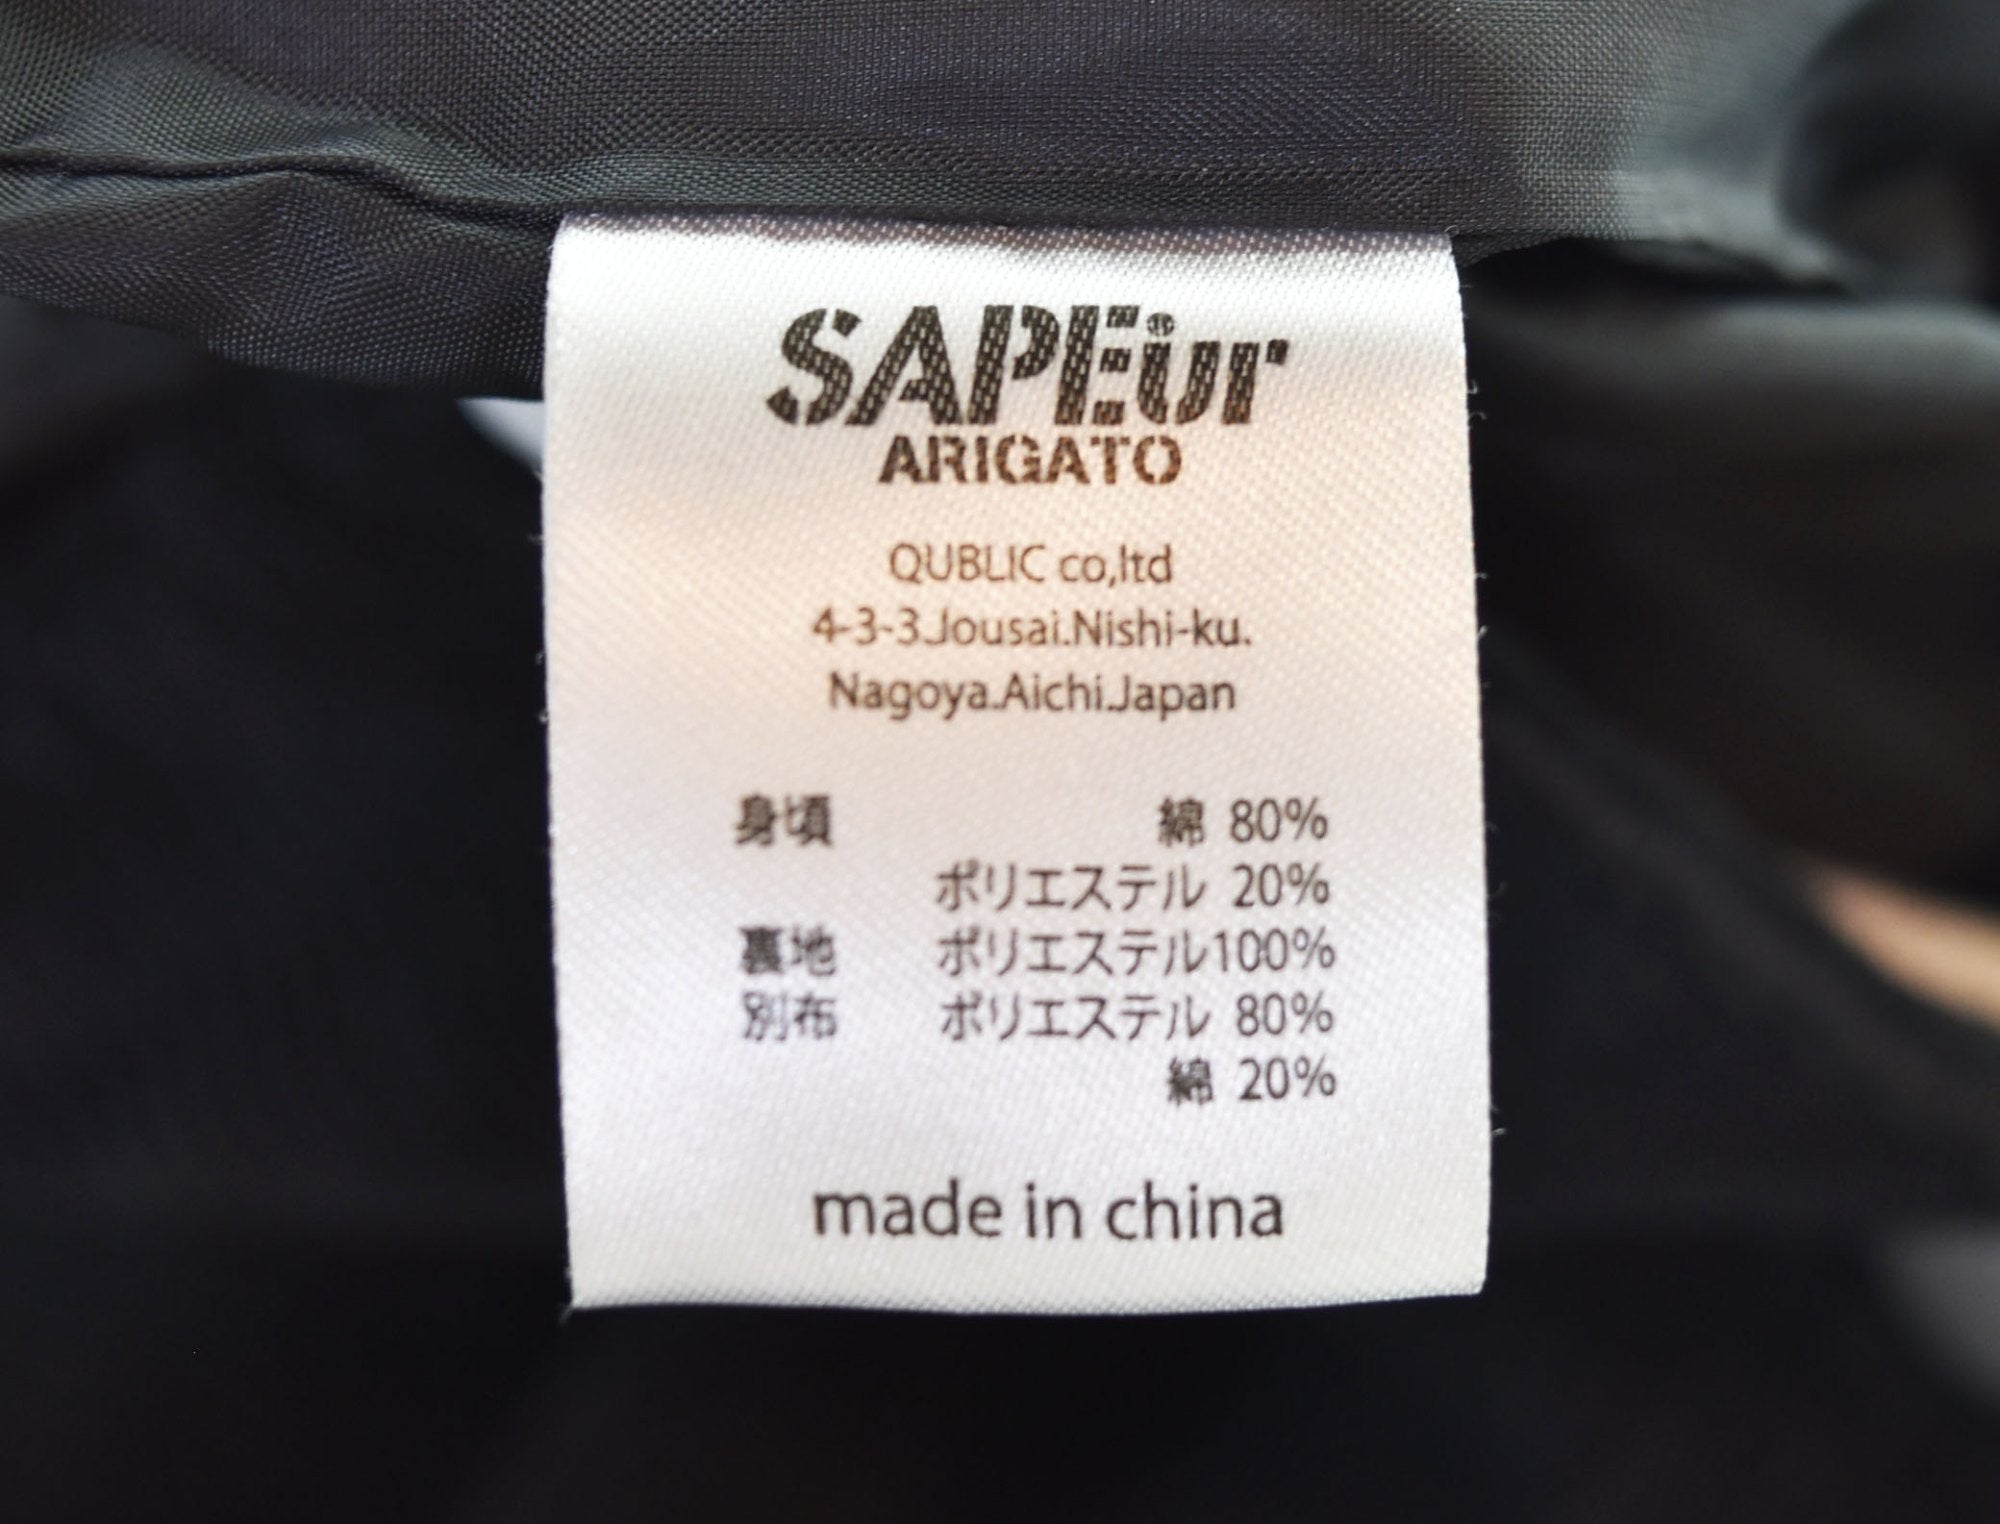 SAPEur
ARIGATO
QUBLIC co,ltd
4-3-3.Jousai.Nishi-ku.
Nagoya.Aichi.Japan
身頃 綿 80%
ポリエステル 20%
裏地 ポリエステル100%
別布 ポリエステル 80%
綿 20%
made in china